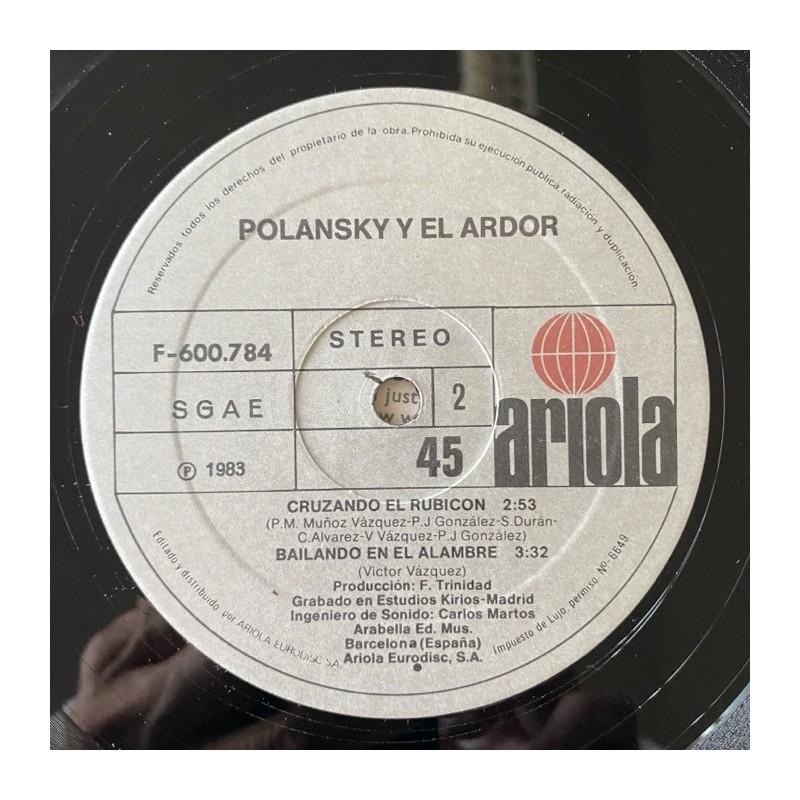 Reservados todos los derechos del propietario de la obra. Prohibida su ejecución publica, radiación y duplicación.
POLANSKY Y EL ARDOR
F-600.784
STEREO
SGAE
2
ariola
℗ 1983
45
just
CRUZANDO EL RUBICON 2:53
(P.M. Muñoz Vázquez-P.J González-S.Durán-
C.Alvarez-V Vázquez-P.J González)
BAILANDO EN EL ALAMBRE 3:32
(Victor Vázquez)
Producción: F. Trinidad
Grabado en Estudios Kirios-Madrid
Ingeniero de Sonido: Carlos Martos
Arabella Ed. Mus.
Barcelona (España)
Ariola Eurodisc, S.A.
Editado y distribuido por ARIOLA EURODISC S.A.
Impuesto de Lujo, permiso Nº 6649